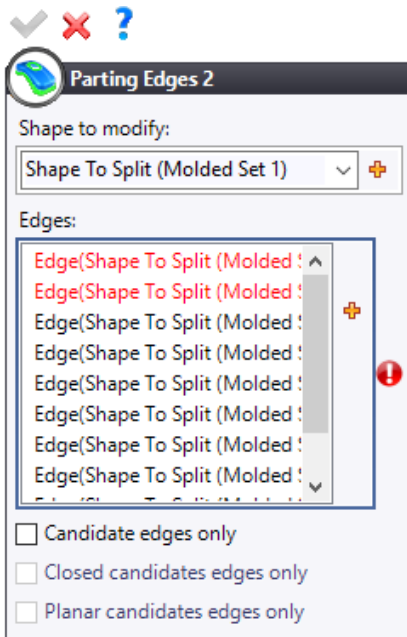 ?
Parting Edges 2
Shape to modify:
Shape To Split (Molded Set 1)
Edges:
Edge(Shape To Split (Molded
Edge(Shape To Split (Molded
Edge(Shape To Split (Molded
Edge(Shape To Split (Molded
Edge(Shape To Split (Molded
Edge(Shape To Split (Molded
Edge(Shape To Split (Molded
Edge(Shape To Split (Molded
Candidate edges only
Closed candidates edges only
Planar candidates edges only